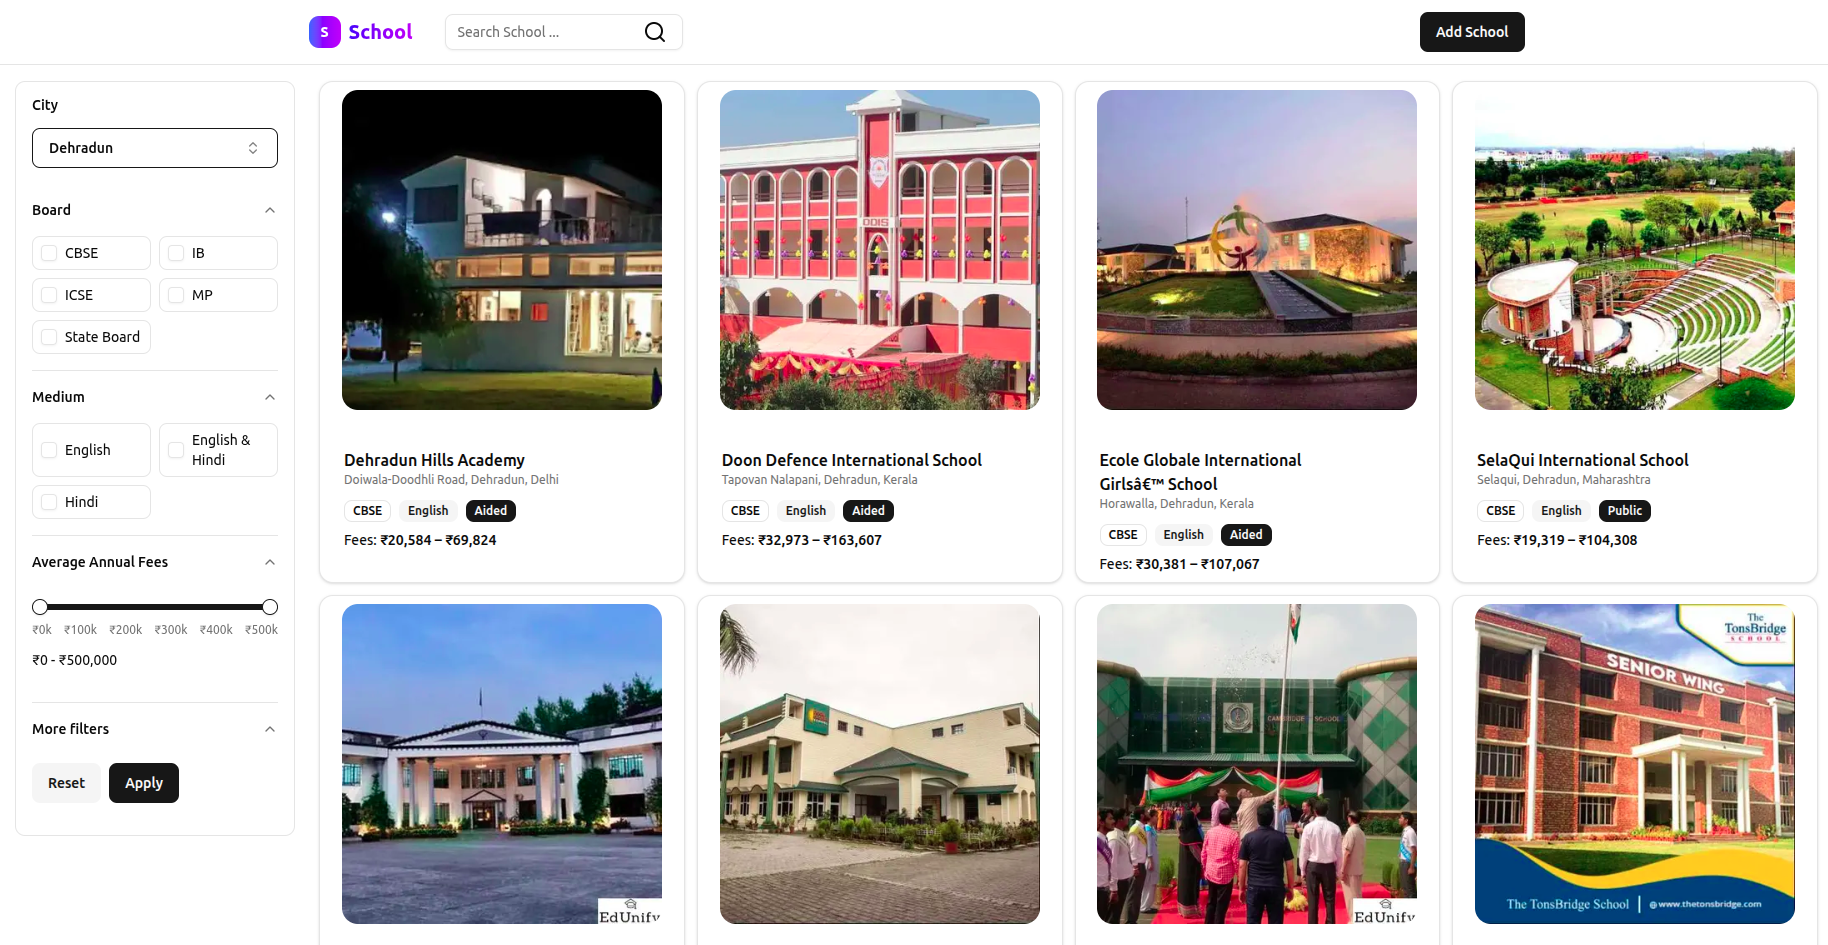 S School
Search School ...
Add School
City
Dehradun
Board
CBSE
IB
ICSE
MP
State Board
Medium
English
English &
Hindi
Hindi
Average Annual Fees
₹0k ₹100k ₹200k ₹300k ₹400k ₹500k
₹0 - ₹500,000
More filters
Reset
Apply
Dehradun Hills Academy
Doiwala-Doodhli Road, Dehradun, Delhi
CBSE English Aided
Fees: ₹20,584 – ₹69,824
ODIS
Doon Defence International School
Tapovan Nalapani, Dehradun, Kerala
CBSE English Aided
Fees: ₹32,973 – ₹163,607
Ecole Globale International
Girlsâ€™ School
Horawalla, Dehradun, Kerala
CBSE English Aided
Fees: ₹30,381 – ₹107,067
SelaQui International School
Selaqui, Dehradun, Maharashtra
CBSE English Public
Fees: ₹19,319 – ₹104,308
EdUnify
CAMBRIDGE SCHOOL
EdUnify
The
TonsBridge
SCHOOL
SENIOR WING
The TonsBridge School
www.thetonsbridge.com